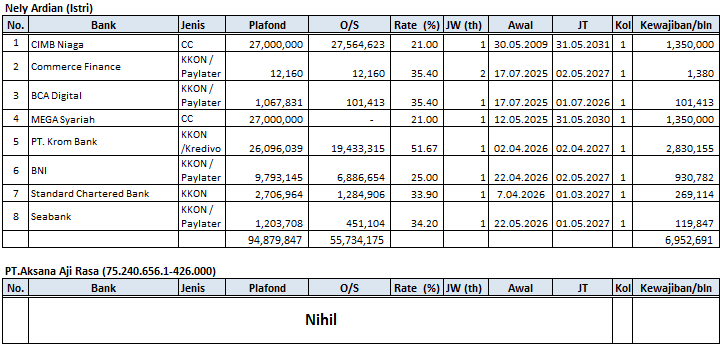 Nely Ardian (Istri)
No. Bank Jenis Plafond O/S Rate (%) JW (th) Awal JT Kol Kewajiban/bln
1 CIMB Niaga CC 27,000,000 27,564,623 21.00 1 30.05.2009 31.05.2031 1 1,350,000
2 Commerce Finance KKON / Paylater 12,160 12,160 35.40 2 17.07.2025 02.05.2027 1 1,380
3 BCA Digital KKON / Paylater 1,067,831 101,413 35.40 1 17.07.2025 01.07.2026 1 101,413
4 MEGA Syariah CC 27,000,000 - 21.00 1 12.05.2025 31.05.2030 1 1,350,000
5 PT. Krom Bank KKON /Kredivo 26,096,039 19,433,315 51.67 1 02.04.2026 02.04.2027 1 2,830,155
6 BNI KKON / Paylater 9,793,145 6,886,654 25.00 1 22.04.2026 02.05.2027 1 930,782
7 Standard Chartered Bank KKON 2,706,964 1,284,906 33.90 1 7.04.2026 01.03.2027 1 269,114
8 Seabank KKON / Paylater 1,203,708 451,104 34.20 1 22.05.2026 01.05.2027 1 119,847
94,879,847 55,734,175 6,952,691
PT.Aksana Aji Rasa (75.240.656.1-426.000)
No. Bank Jenis Plafond O/S Rate (%) JW (th) Awal JT Kol Kewajiban/bln
Nihil